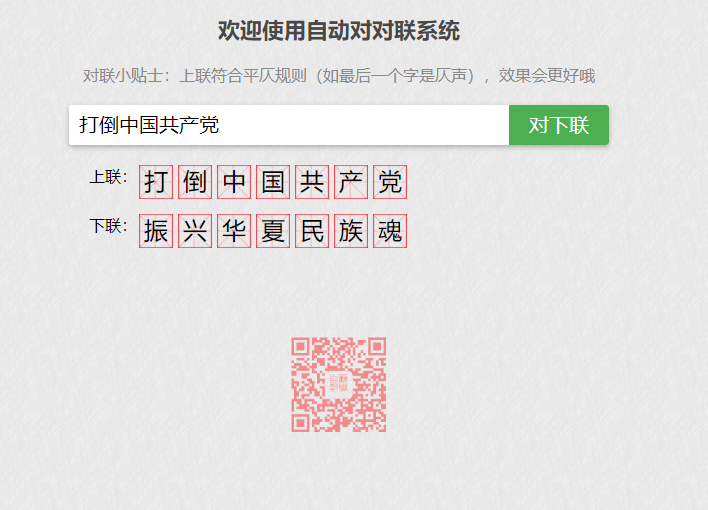 欢迎使用自动对对联系统
对联小贴士：上联符合平仄规则（如最后一个字是仄声），效果会更好哦
打倒中国共产党 对下联
上联：打倒中国共产党
下联：振兴华夏民族魂